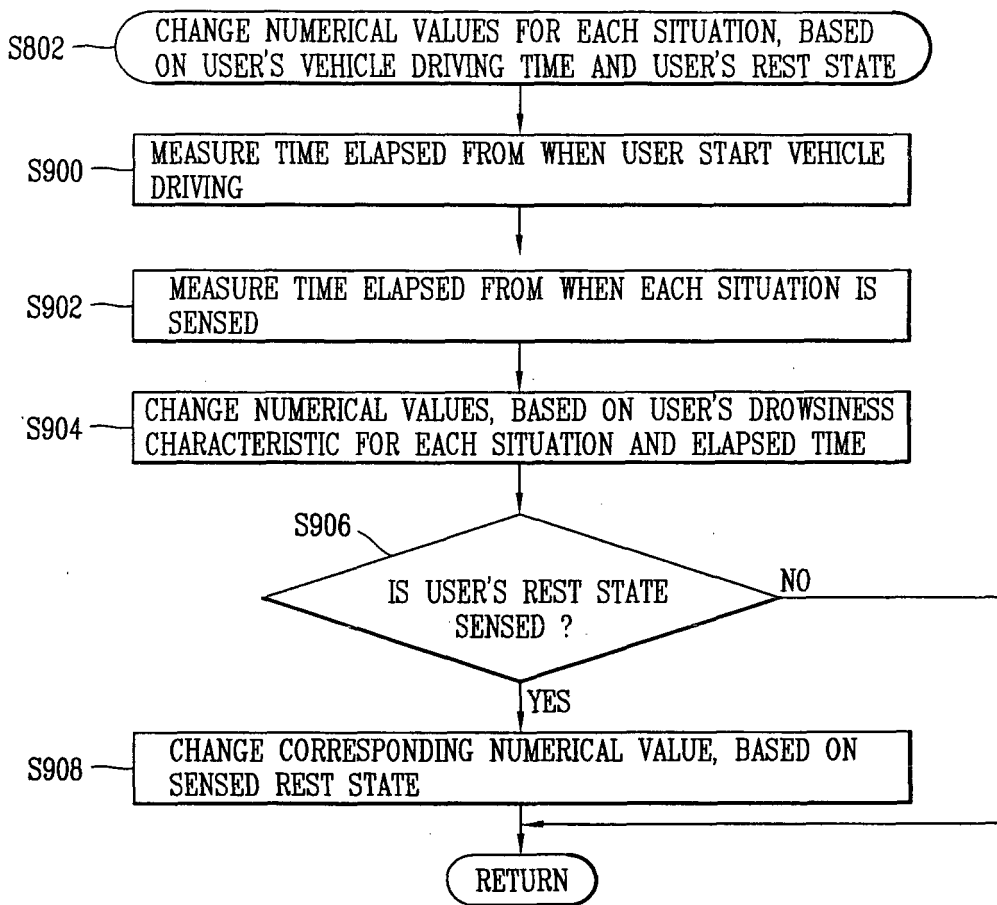 S802
CHANGE NUMERICAL VALUES FOR EACH SITUATION, BASED
ON USER'S VEHICLE DRIVING TIME AND USER'S REST STATE
S900
MEASURE TIME ELAPSED FROM WHEN USER START VEHICLE
DRIVING
S902
MEASURE TIME ELAPSED FROM WHEN EACH SITUATION IS
SENSED
S904
CHANGE NUMERICAL VALUES, BASED ON USER'S DROWSINESS
CHARACTERISTIC FOR EACH SITUATION AND ELAPSED TIME
S906
IS USER'S REST STATE
SENSED ?
NO
YES
S908
CHANGE CORRESPONDING NUMERICAL VALUE, BASED ON
SENSED REST STATE
RETURN